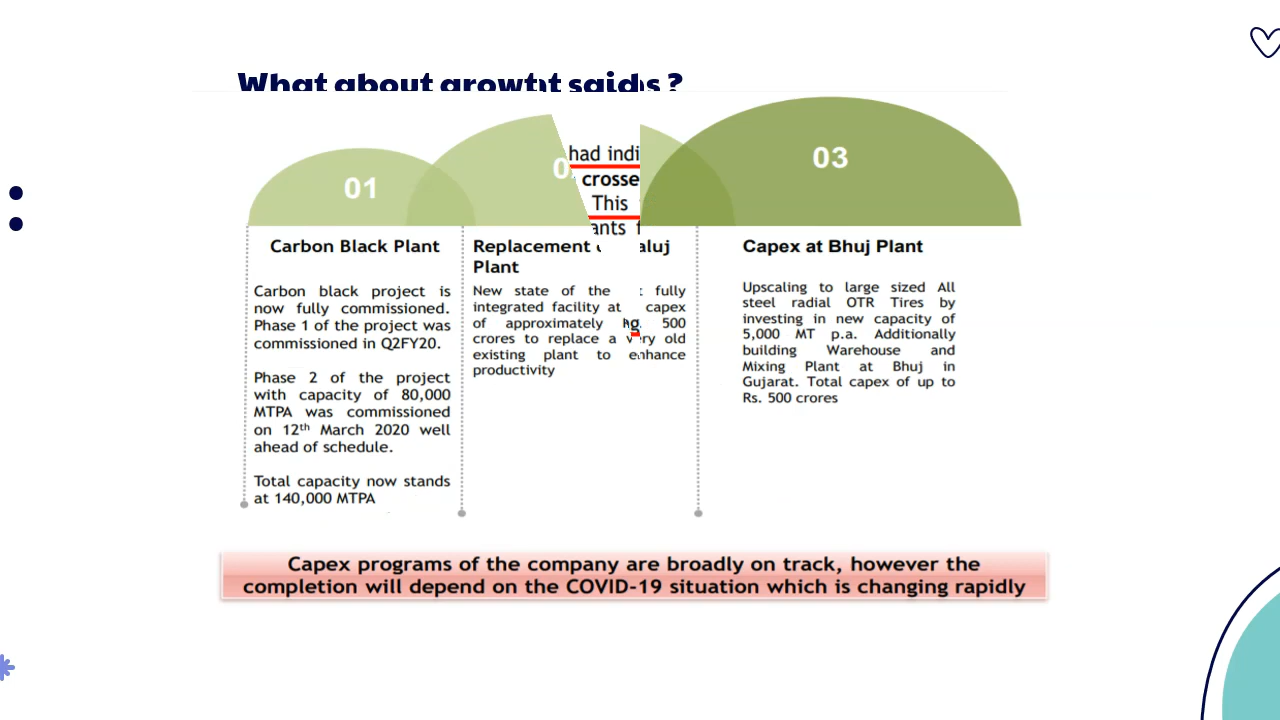 What about
01
0
had indi
crosse
This
ants f
03
Carbon Black Plant
Carbon black project is
now fully commissioned.
Phase 1 of the project was
commissioned in Q2FY20.
Phase 2 of the project
with capacity of 80,000
MTPA was commissioned
on 12th March 2020 well
ahead of schedule.
Total capacity now stands
at 140,000 MTPA
Replacement aluj
Plant
New state of the fully
integrated facility at capex
of approximately 500
crores to replace a very old
existing plant to enhance
productivity
Capex at Bhuj Plant
Upscaling to large sized All
steel radial OTR Tires by
investing in new capacity of
5,000 MT p.a. Additionally
building Warehouse and
Mixing Plant at Bhuj in
Gujarat. Total capex of up to
Rs. 500 crores
Capex programs of the company are broadly on track, however the
completion will depend on the COVID-19 situation which is changing rapidly